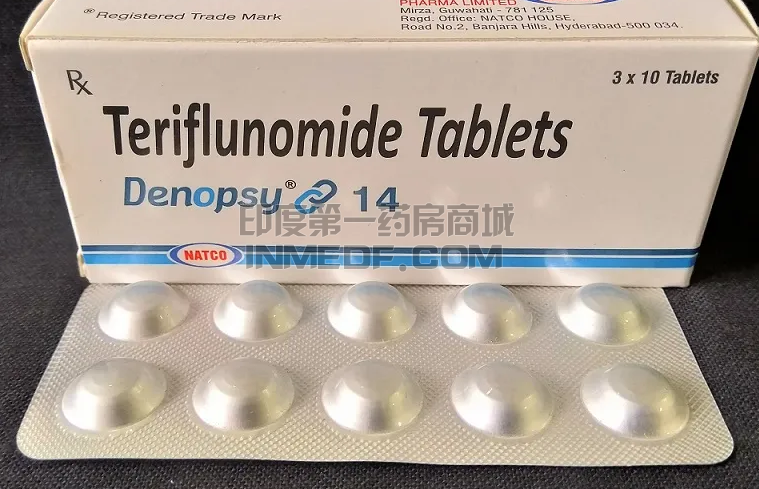 ® Registered Trade Mark
PHARMA LIMITED
Mirza, Guwahati - 781 125
Regd. Office: NATCO HOUSE,
Road No.2, Banjara Hills, Hyderabad-500 034.
Rx
3 x 10 Tablets
Teriflunomide Tablets
Denopsy® 14
印度第一药房商城
INMEDF.COM
NATCO